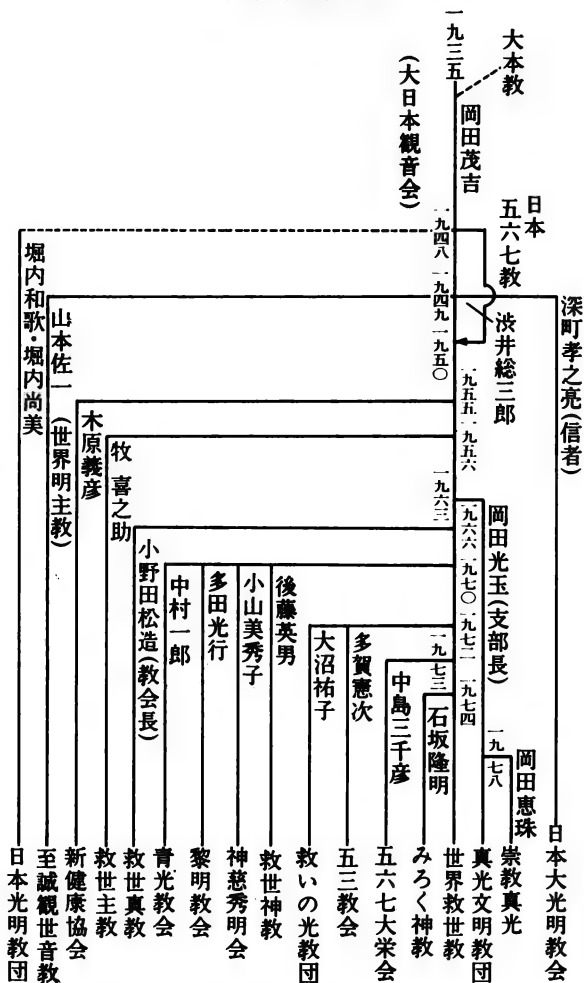 一九三五
大本教
岡田茂吉
(大日本観音会)
日本
五六七教
一九四八
一九四九
一九五〇
渋井総三郎
深町孝之亮(信者)
堀内和歌・堀内尚美
山本佐一(世界明主教)
木原義彦
一九五五
一九五六
牧喜之助
一九六三
小野田松造(教会長)
岡田光玉(支部長)
一九六六
一九七〇
一九七二
一九七四
中村一郎
多田光行
小山美秀子
後藤英男
大沼祐子
多賀憲次
一九七三
中島三千彦
石坂隆明
一九七八
岡田恵珠
日本大光明教会
崇教真光
真光文明教団
世界救世教
みろく神教
五六七大栄会
五三教会
救いの光教団
救世神教
神慈秀明会
黎明教会
青光教会
救世真教
救世主教
新健康協会
至誠観世音教
日本光明教団